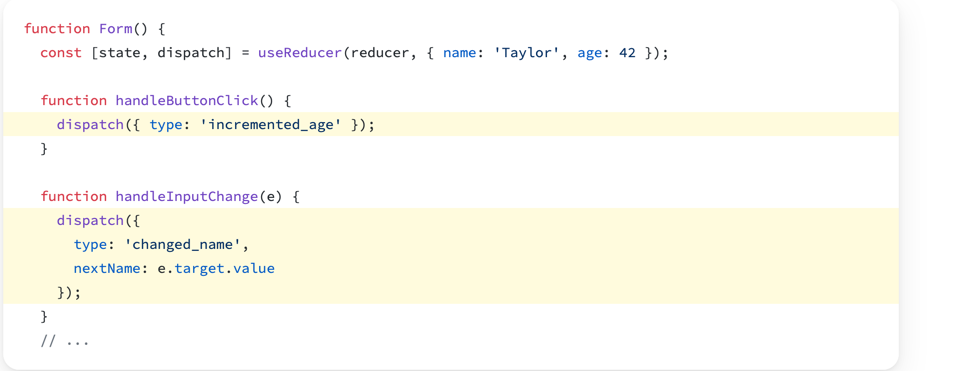 function Form() {
  const [state, dispatch] = useReducer(reducer, { name: 'Taylor', age: 42 });

  function handleButtonClick() {
    dispatch({ type: 'incremented_age' });
  }

  function handleInputChange(e) {
    dispatch({
      type: 'changed_name',
      nextName: e.target.value
    });
  }
  // ...